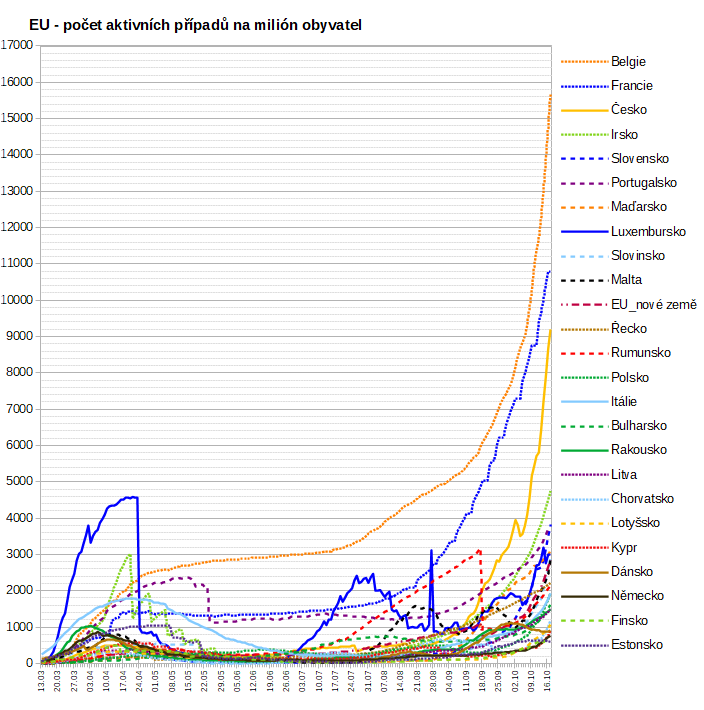 EU - počet aktivních případů na milión obyvatel
17000
16000
15000
14000
13000
12000
11000
10000
9000
8000
7000
6000
5000
4000
3000
2000
1000
0
Belgie
Francie
Česko
Irsko
Slovensko
Portugalsko
Maďarsko
Luxembursko
Slovinsko
Malta
EU_nové země
Řecko
Rumunsko
Polsko
Itálie
Bulharsko
Rakousko
Litva
Chorvatsko
Lotyšsko
Kypr
Dánsko
Německo
Finsko
Estonsko
13.03
20.03
27.03
03.04
10.04
17.04
24.04
01.05
08.05
15.05
22.05
29.05
05.06
12.06
19.06
26.06
03.07
10.07
17.07
24.07
31.07
07.08
14.08
21.08
28.08
04.09
11.09
18.09
25.09
02.10
09.10
16.10